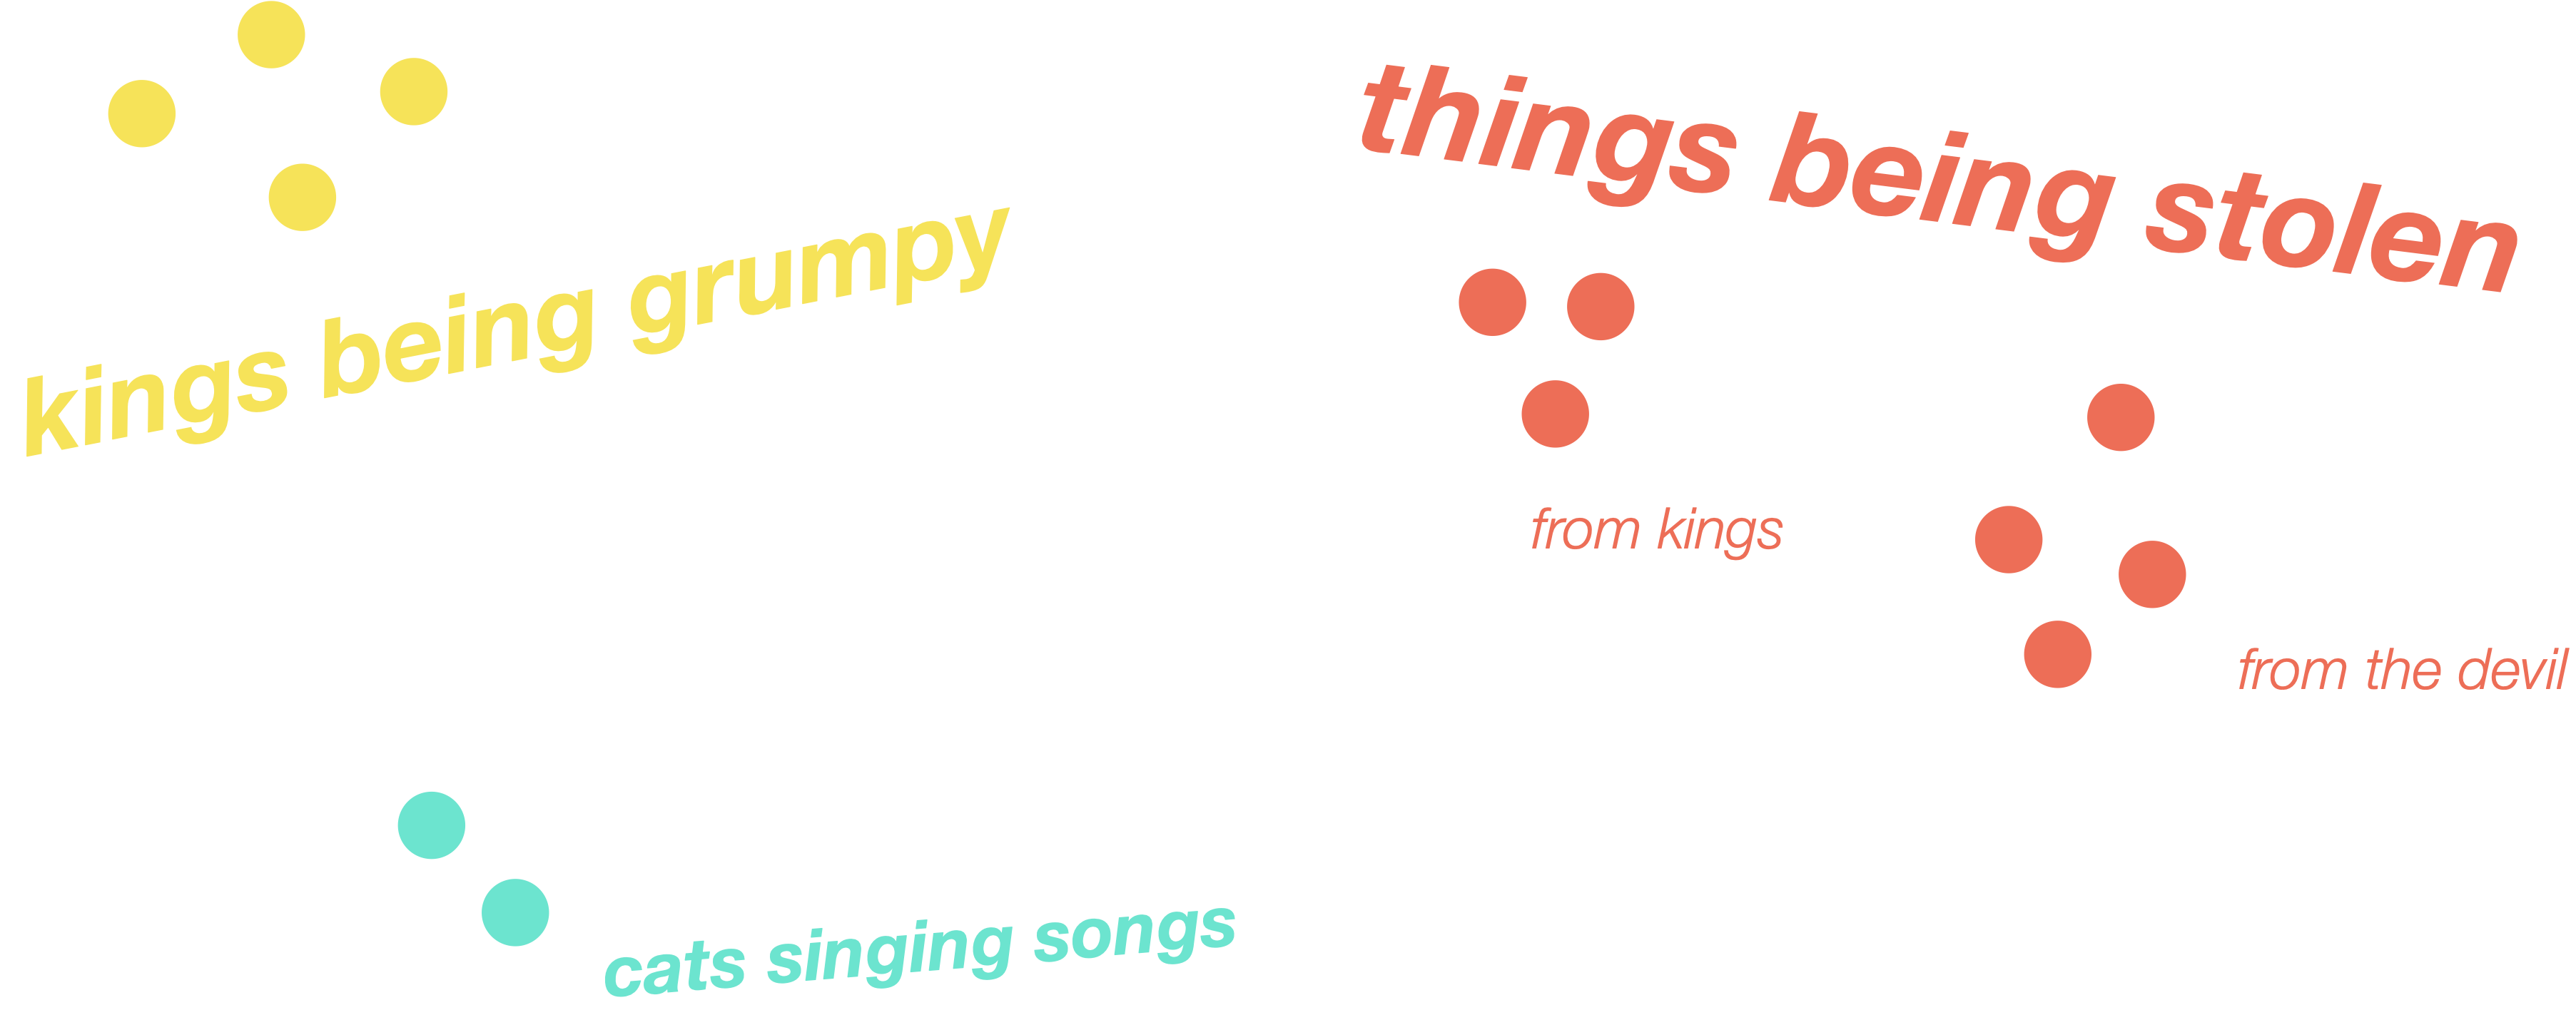 things being stolen
kings being grumpy
from kings
from the devil
cats singing songs